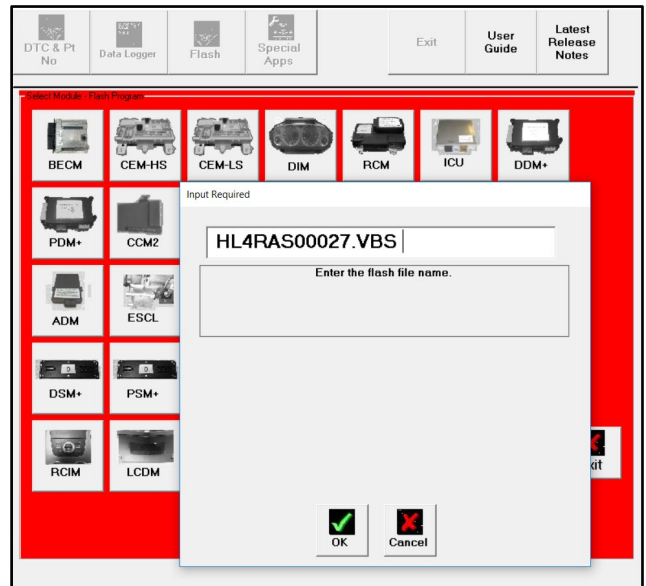 DTC & Pt
No
Data Logger
Flash
Special
Apps
Exit
User
Guide
Latest
Release
Notes
Select Module - Flash Program
BECM
CEM-HS
CEM-LS
DIM
RCM
ICU
DDM+
PDM+
CCM2
Input Required
HL4RAS00027.VBS
Enter the flash file name.
ADM
ESCL
DSM+
PSM+
RCIM
LCDM
xit
OK
Cancel